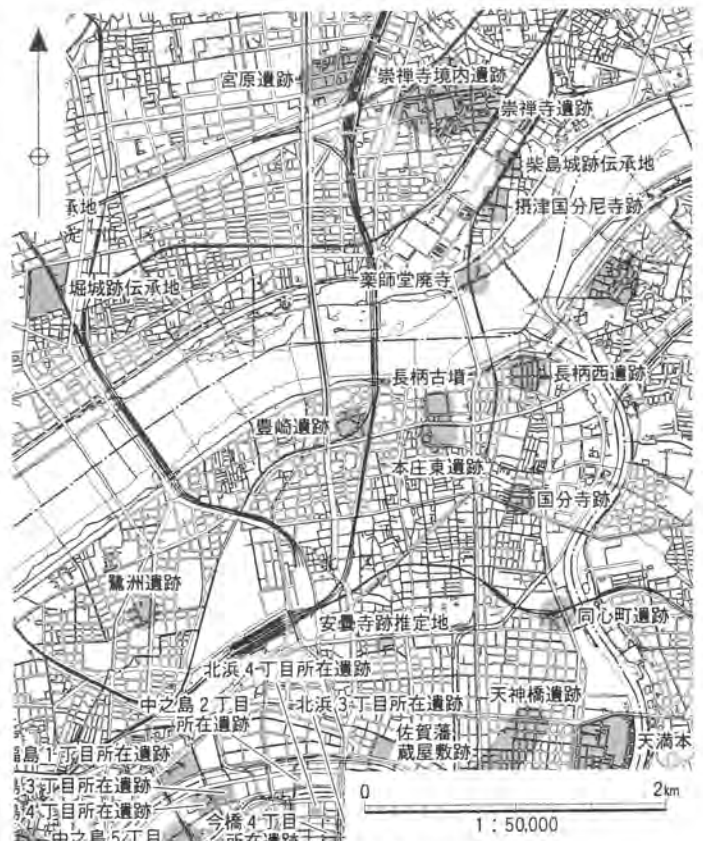 宮原遺跡
崇禅寺境内遺跡
崇禅寺遺跡
柴島城跡伝承地
承地
摂津国分尼寺跡
堀城跡伝承地
薬師堂廃寺
長柄古墳
長柄西遺跡
豊崎遺跡
本庄東遺跡
国分寺跡
鷺洲遺跡
安曇寺跡推定地
同心町遺跡
北浜4丁目所在遺跡
中之島2丁目
所在遺跡
北浜3丁目所在遺跡
天神橋遺跡
佐賀藩
蔵屋敷跡
天満本
福島1丁目所在遺跡
島3丁目所在遺跡
島4丁目所在遺跡
中之島5丁目
今橋4丁目
所在遺跡
0
2km
1:50,000